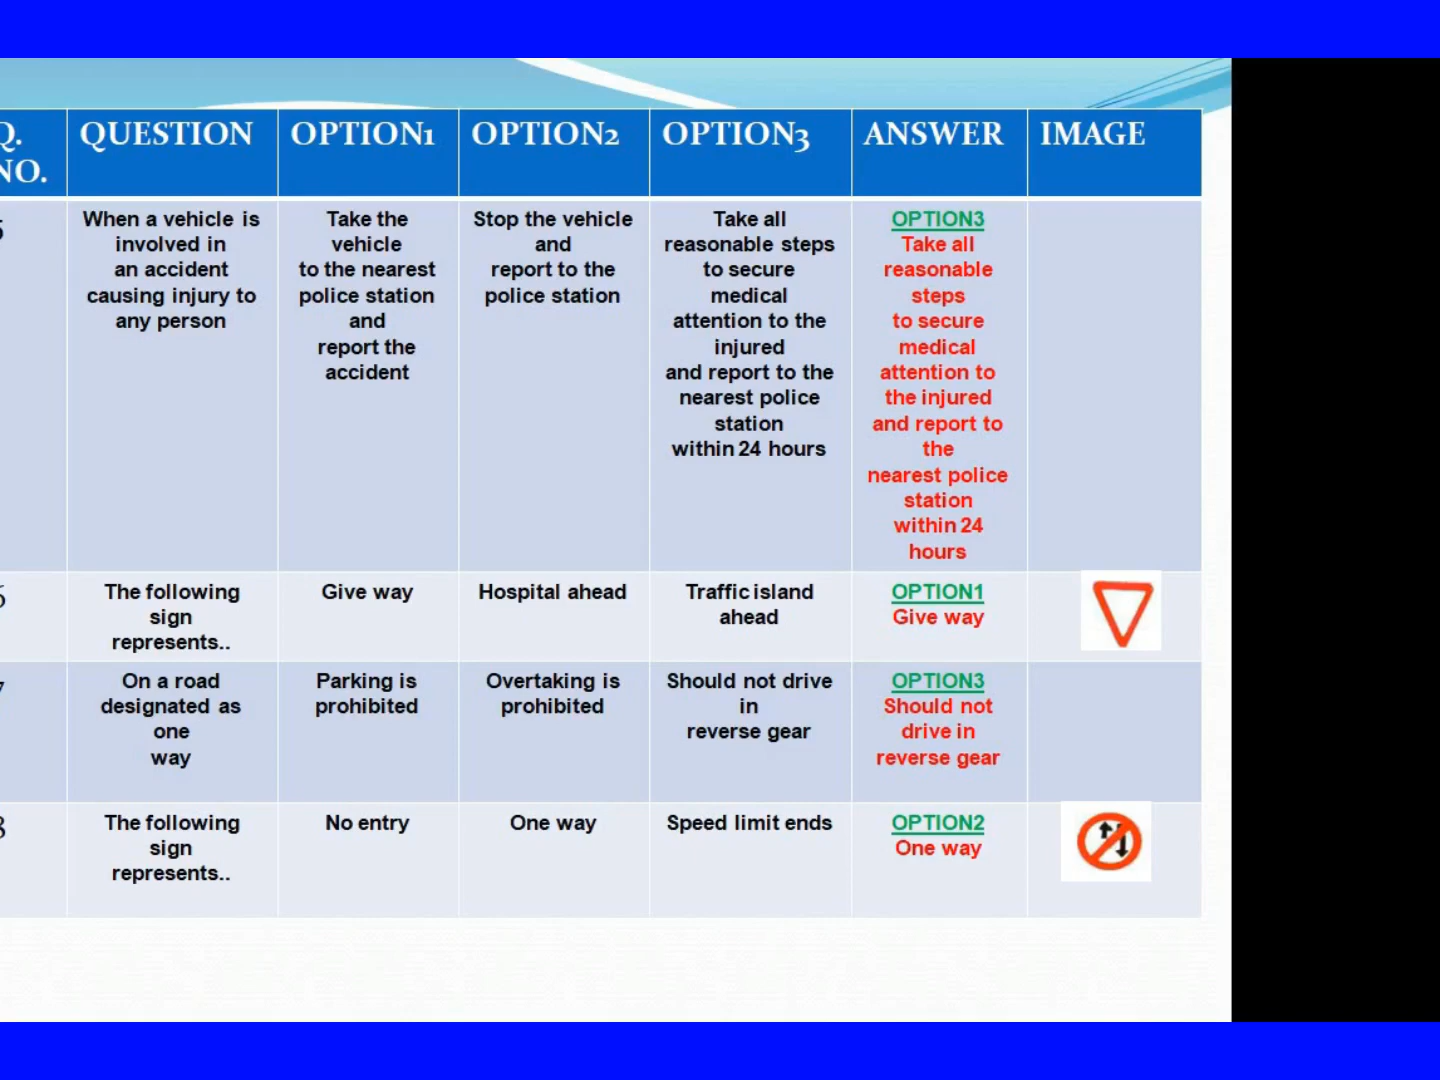 Q. NO. QUESTION OPTION1 OPTION2 OPTION3 ANSWER IMAGE
When a vehicle is
involved in
an accident
causing injury to
any person
Take the
vehicle
to the nearest
police station
and
report the
accident
Stop the vehicle
and
report to the
police station
Take all
reasonable steps
to secure
medical
attention to the
injured
and report to the
nearest police
station
within 24 hours
OPTION3
Take all
reasonable
steps
to secure
medical
attention to
the injured
and report to
the
nearest police
station
within 24
hours
6
The following
sign
represents..
Give way
Hospital ahead
Traffic island
ahead
OPTION1
Give way
On a road
designated as
one
way
Parking is
prohibited
Overtaking is
prohibited
Should not drive
in
reverse gear
OPTION3
Should not
drive in
reverse gear
8
The following
sign
represents..
No entry
One way
Speed limit ends
OPTION2
One way